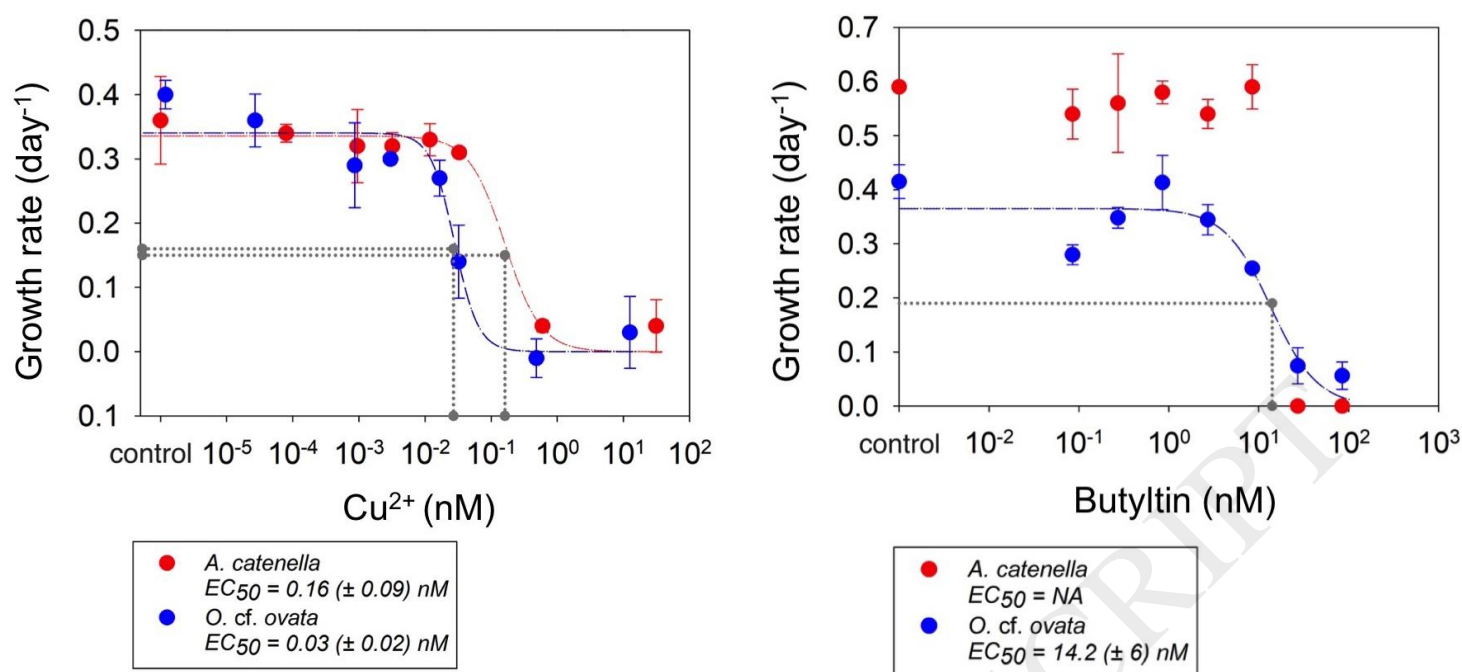 Growth rate (day-1)
0.5
0.4
0.3
0.2
0.1
0.0
0.1
control 10-5 10-4 10-3 10-2 10-1 100 101 102
Cu2+ (nM)
A. catenella
EC50 = 0.16 (± 0.09) nM
O. cf. ovata
EC50 = 0.03 (± 0.02) nM
Growth rate (day-1)
0.7
0.6
0.5
0.4
0.3
0.2
0.1
0.0
control 10-2 10-1 100 101 102 103
Butyltin (nM)
A. catenella
EC50 = NA
O. cf. ovata
EC50 = 14.2 (± 6) nM
CRIPT